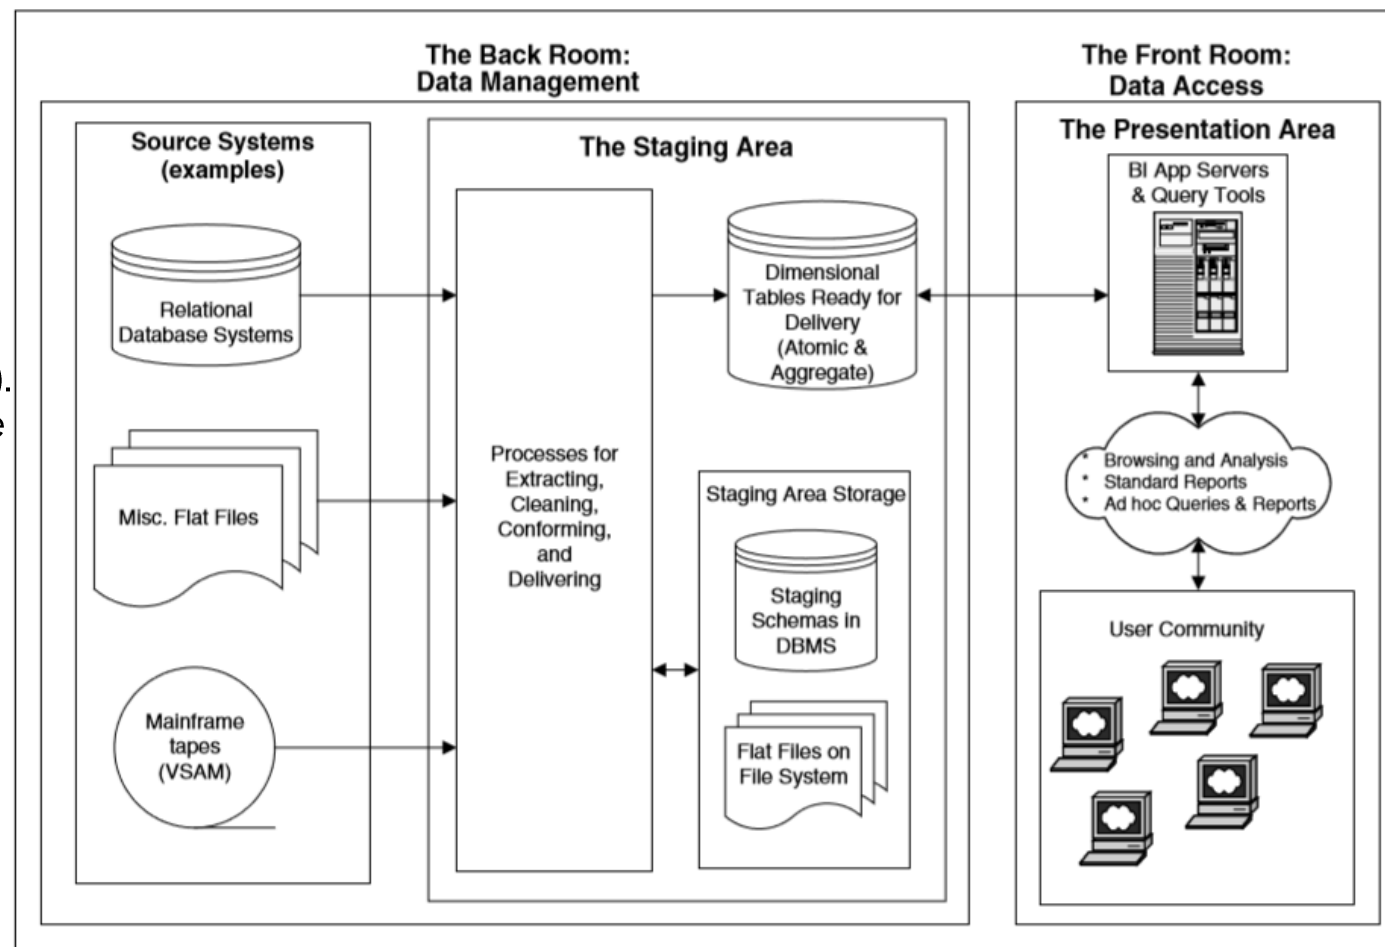 The Back Room:
Data Management
The Front Room:
Data Access
Source Systems
(examples)
Relational
Database Systems
Misc. Flat Files
Mainframe
tapes
(VSAM)
The Staging Area
Processes for
Extracting,
Cleaning,
Conforming,
and
Delivering
Dimensional
Tables Ready for
Delivery
(Atomic &
Aggregate)
Staging Area Storage
Staging
Schemas in
DBMS
Flat Files on
File System
The Presentation Area
BI App Servers
& Query Tools
* Browsing and Analysis
* Standard Reports
* Ad hoc Queries & Reports
User Community
).
e